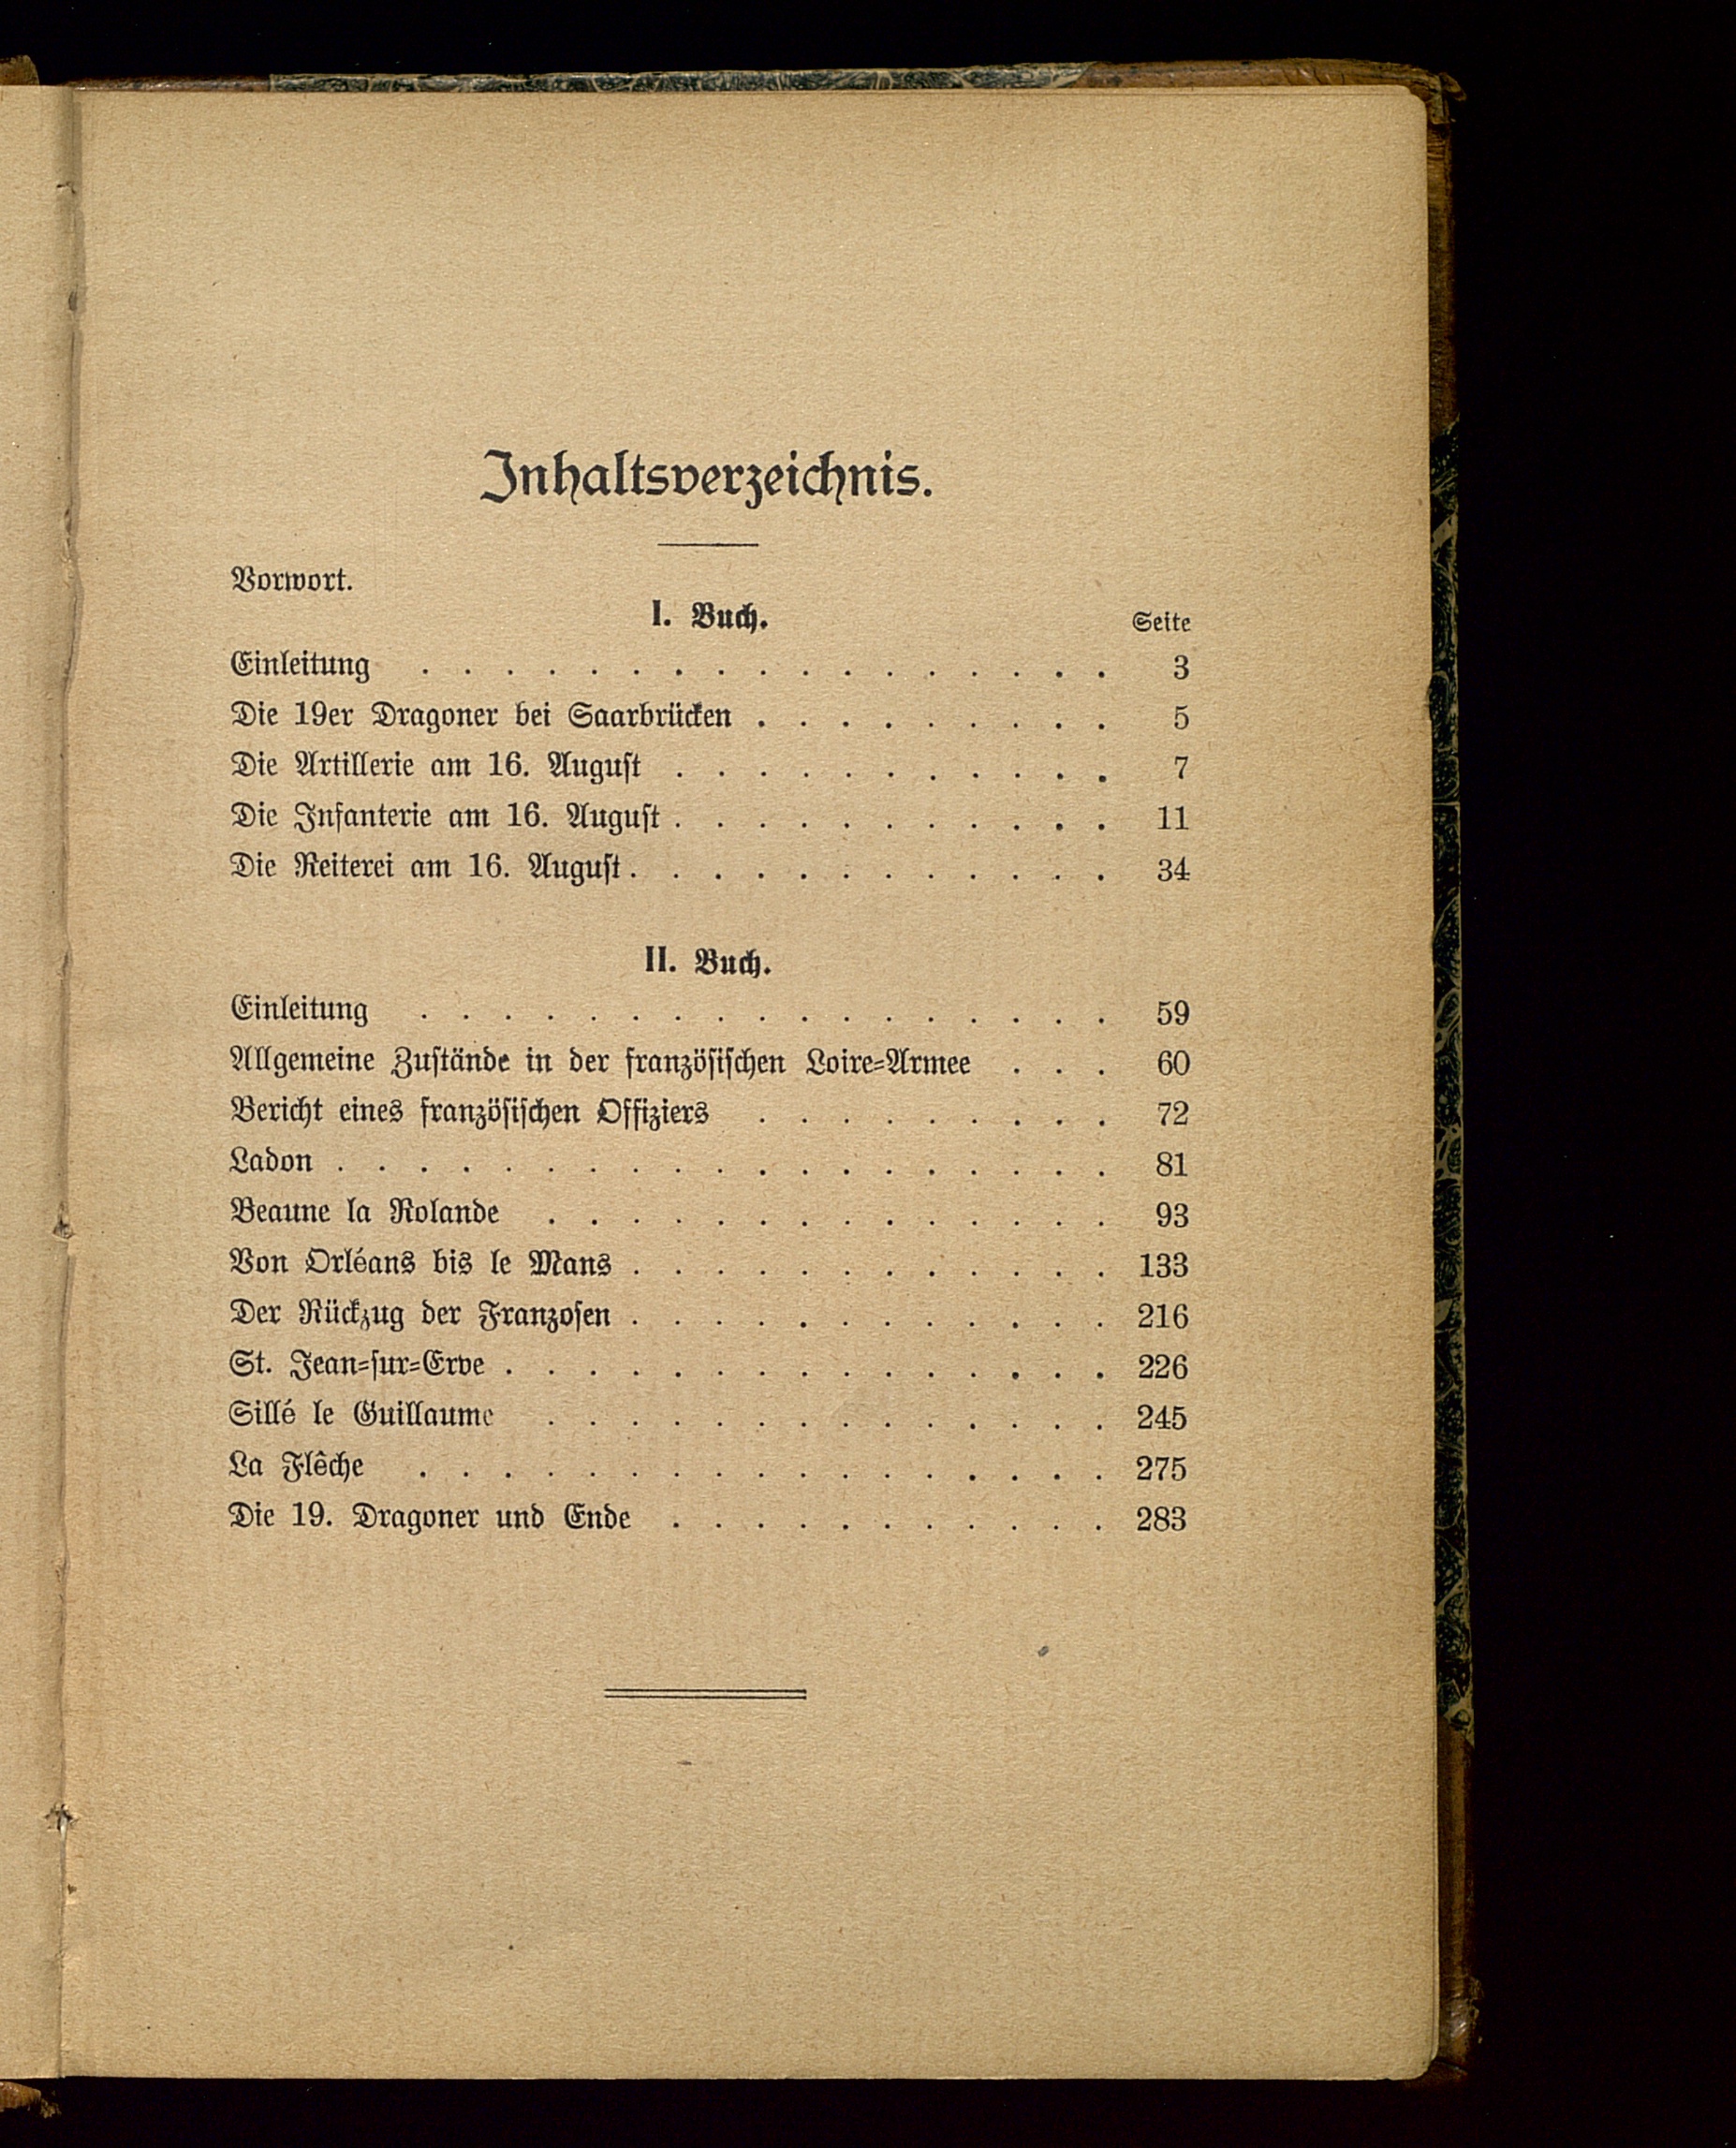 Inhaltsverzeichnis.
Vorwort.
I. Buch.
Seite
Einleitung . . . . . . . . . . . . . . . . . 3
Die 19er Dragoner bei Saarbrücken . . . . . . . . . 5
Die Artillerie am 16. August . . . . . . . . . . . 7
Die Infanterie am 16. August . . . . . . . . . . . 11
Die Reiterei am 16. August . . . . . . . . . . . . 34
II. Buch.
Einleitung . . . . . . . . . . . . . . . . . 59
Allgemeine Zustände in der französischen Loire-Armee . . . 60
Bericht eines französischen Offiziers . . . . . . . . . 72
Ladon . . . . . . . . . . . . . . . . . . . 81
Beaune la Rolande . . . . . . . . . . . . . . 93
Von Orléans bis le Mans . . . . . . . . . . . . 133
Der Rückzug der Franzosen . . . . . . . . . . . . 216
St. Jean-sur-Erve . . . . . . . . . . . . . . . 226
Sillé le Guillaume . . . . . . . . . . . . . . 245
La Flêche . . . . . . . . . . . . . . . . . 275
Die 19. Dragoner und Ende . . . . . . . . . . . 283